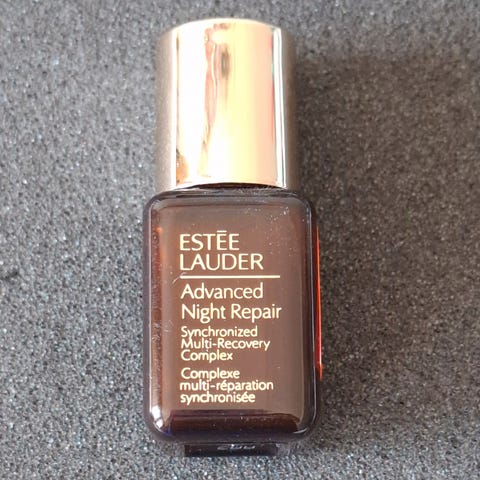 ESTĒE
LAUDER
Advanced
Night Repair
Synchronized
Multi-Recovery
Complex
Complexe
multi-réparation
synchronisée